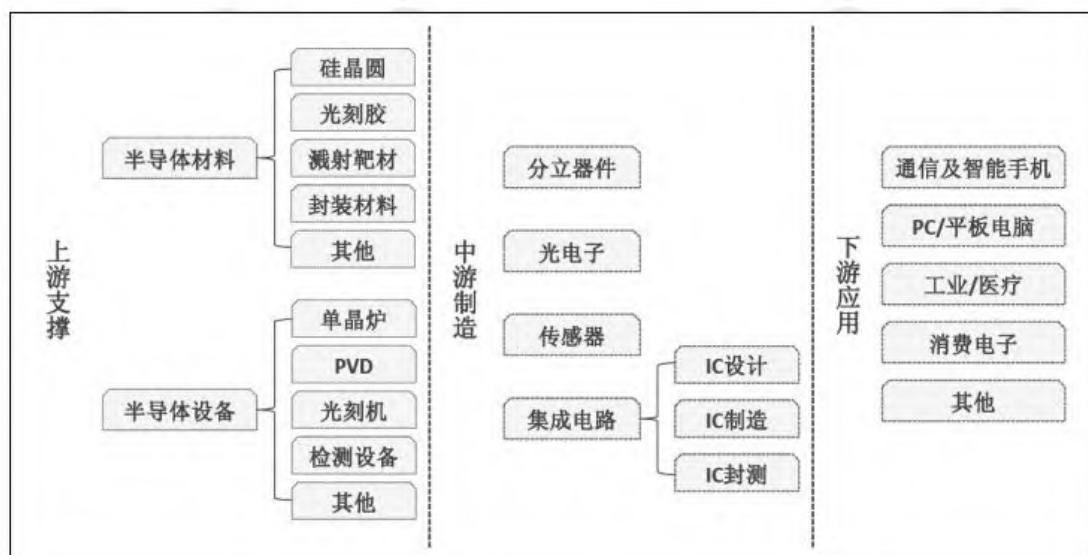 上游支撑
半导体材料
硅晶圆
光刻胶
溅射靶材
封装材料
其他
半导体设备
单晶炉
PVD
光刻机
检测设备
其他
中游制造
分立器件
光电子
传感器
集成电路
IC设计
IC制造
IC封测
下游应用
通信及智能手机
PC/平板电脑
工业/医疗
消费电子
其他